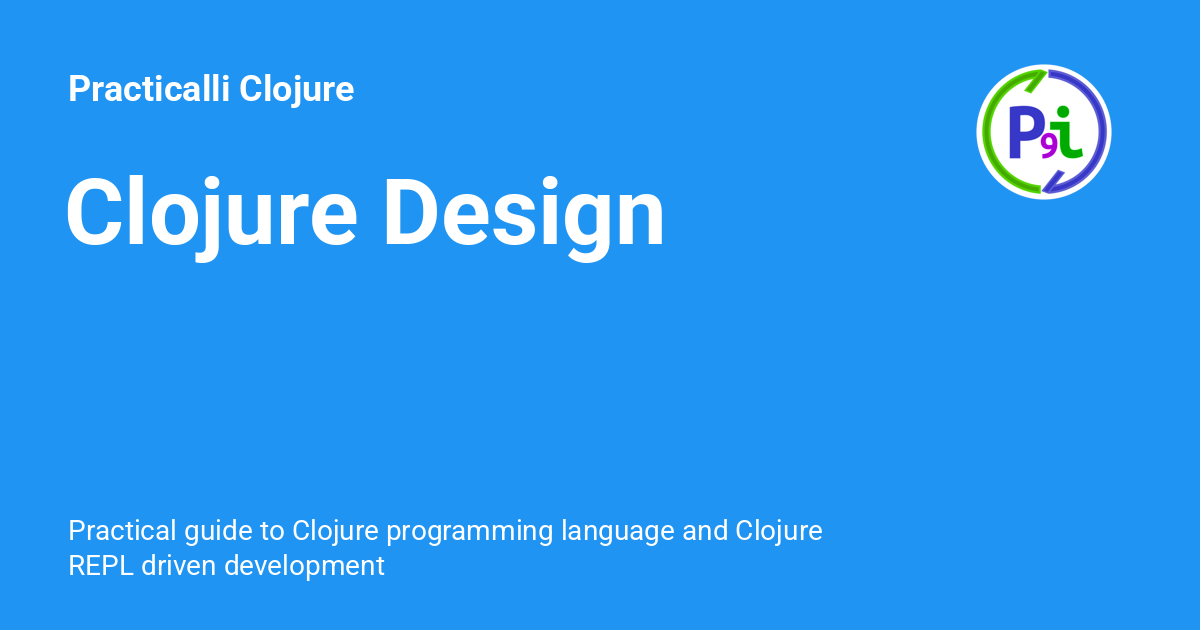 Practicalli Clojure
P9i
Clojure Design
Practical guide to Clojure programming language and Clojure
REPL driven development